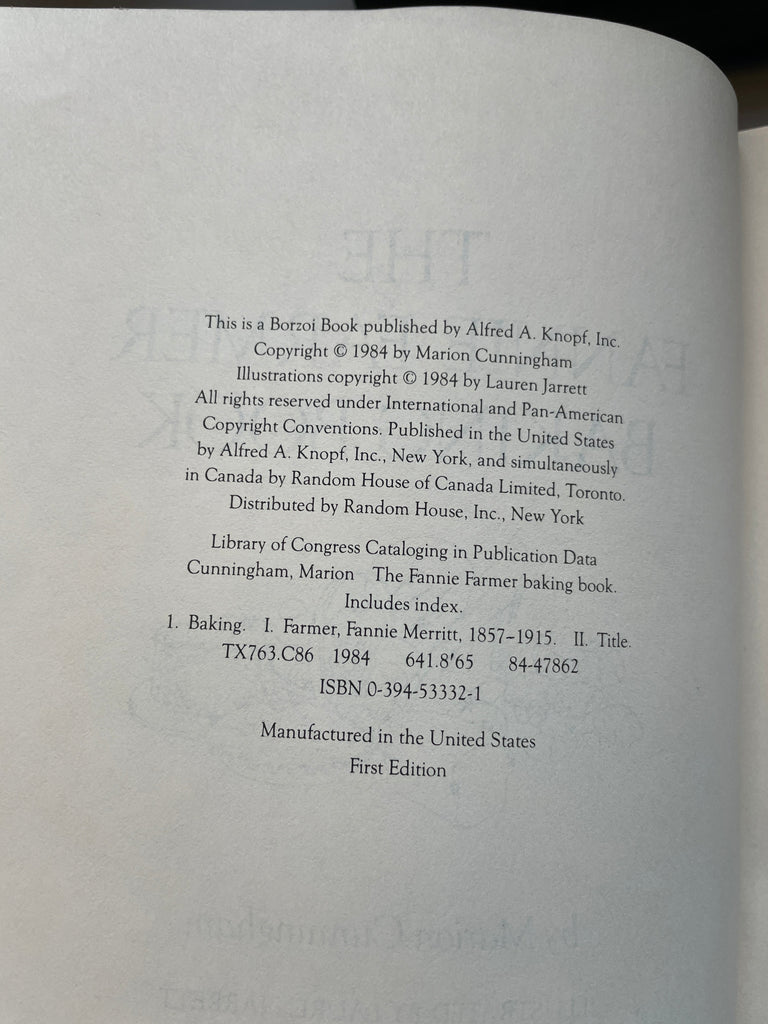 This is a Borzoi Book published by Alfred A. Knopf, Inc.
Copyright © 1984 by Marion Cunningham
Illustrations copyright © 1984 by Lauren Jarrett
All rights reserved under International and Pan-American
Copyright Conventions. Published in the United States
by Alfred A. Knopf, Inc., New York, and simultaneously
in Canada by Random House of Canada Limited, Toronto.
Distributed by Random House, Inc., New York
Library of Congress Cataloging in Publication Data
Cunningham, Marion The Fannie Farmer baking book.
Includes index.
1. Baking. I. Farmer, Fannie Merritt, 1857–1915. II. Title.
TX763.C86 1984 641.8'65 84-47862
ISBN 0-394-53332-1
Manufactured in the United States
First Edition